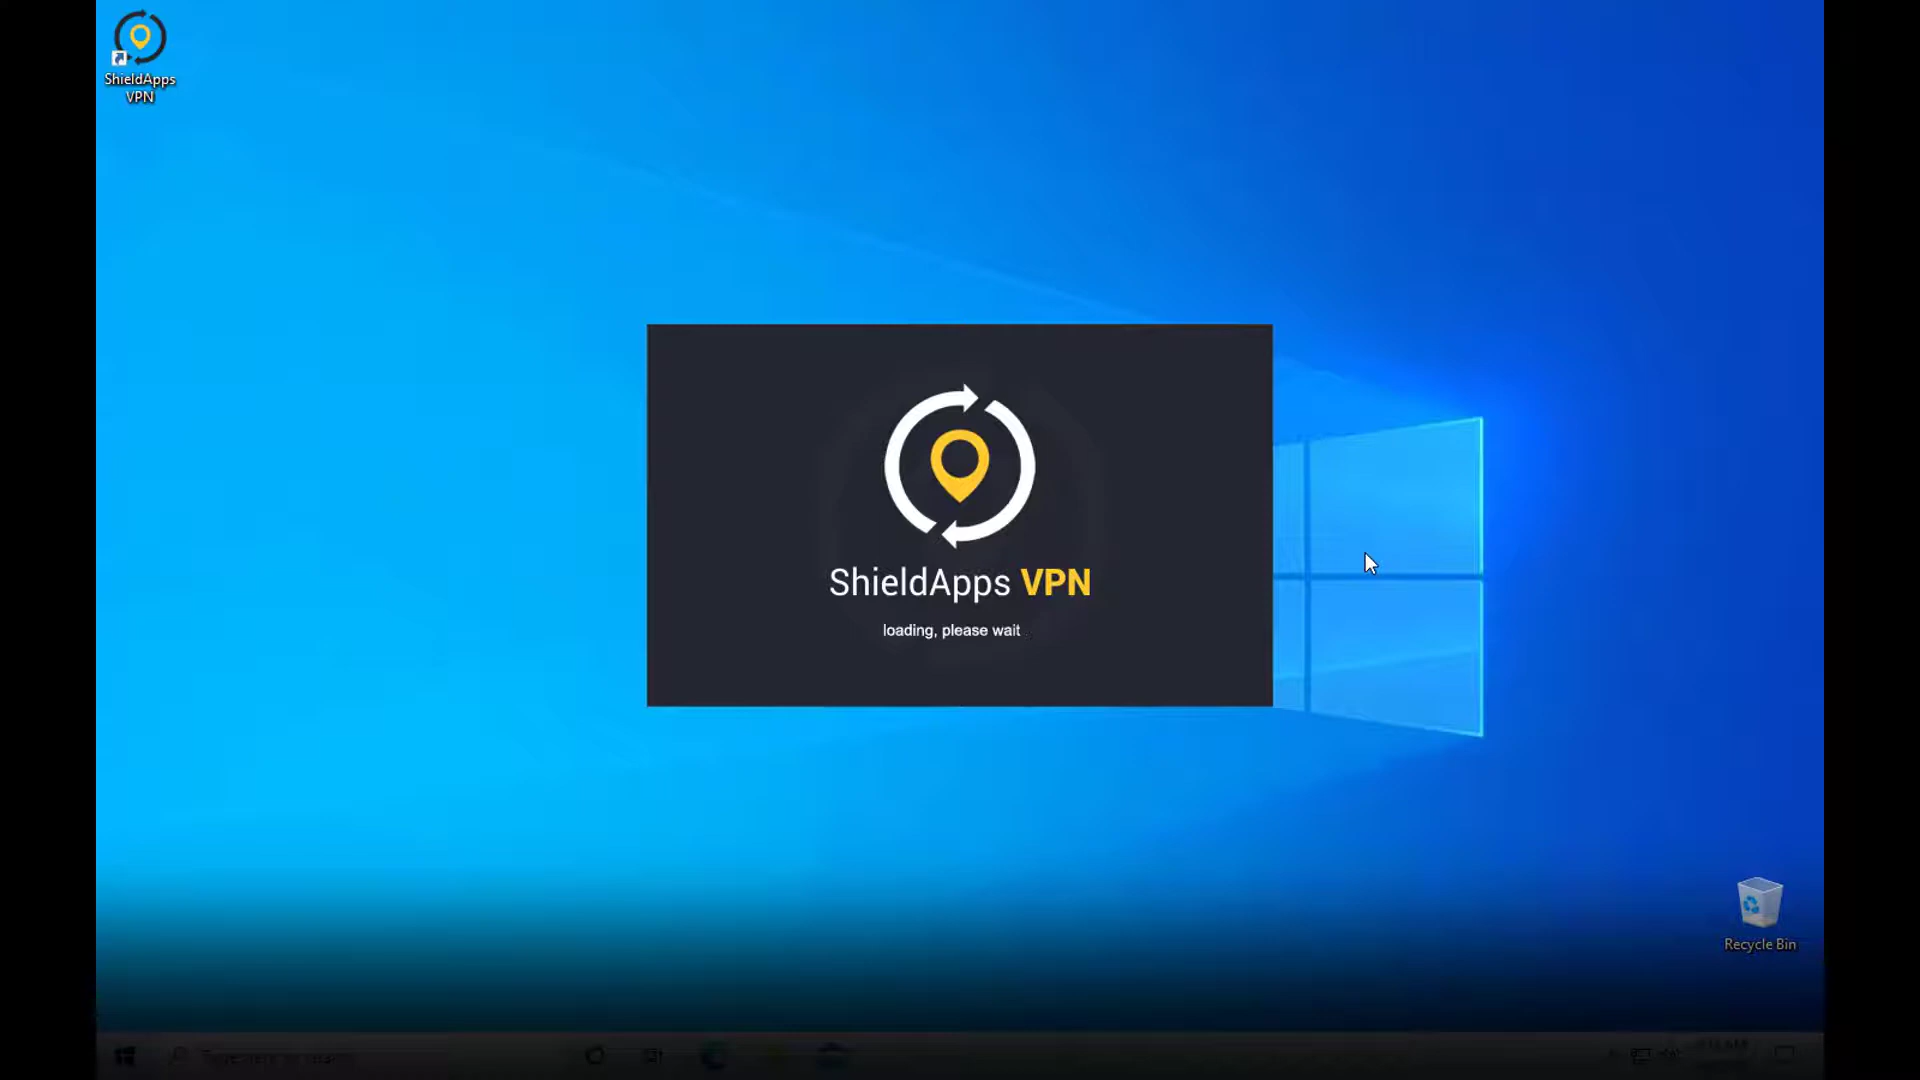 ShieldApps
VPN
ShieldApps VPN
loading, please wait
Recycle Bin